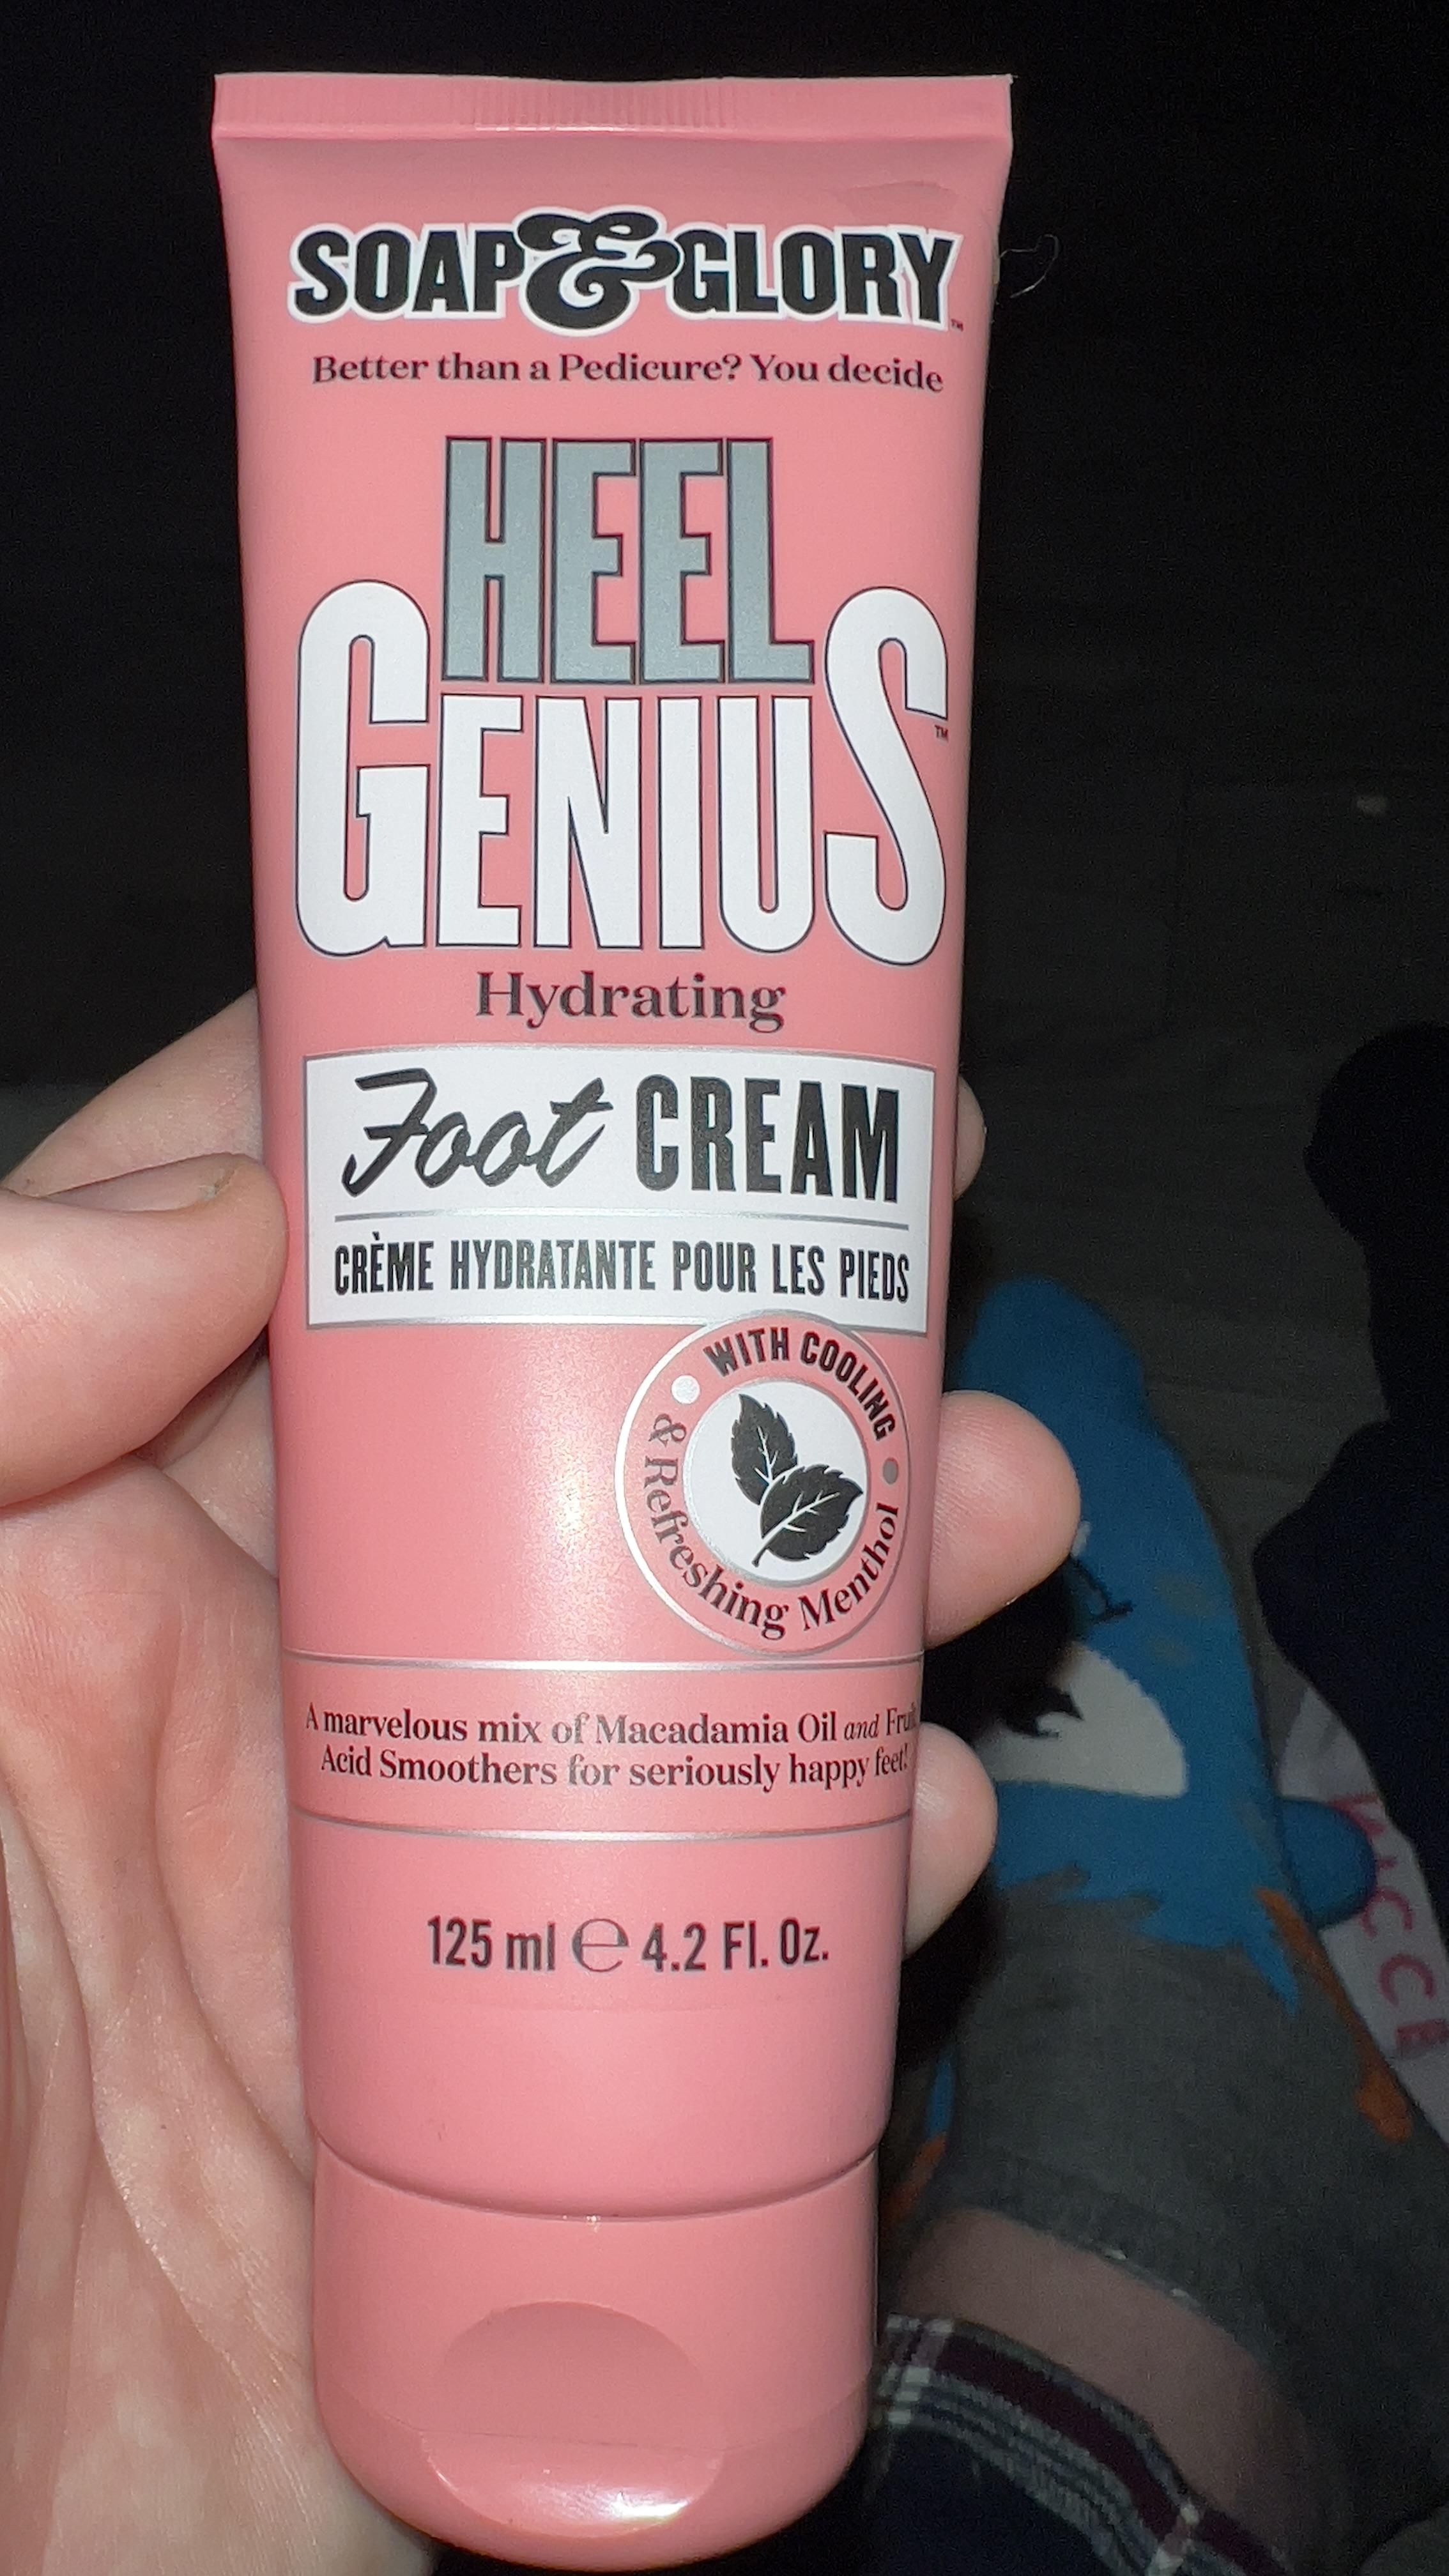 SOAP & GLORY™
Better than a Pedicure? You decide
HEEL
GENIUS™
Hydrating
Foot CREAM
CRÈME HYDRATANTE POUR LES PIEDS
WITH COOLING
& Refreshing Menthol
A marvelous mix of Macadamia Oil and Fruit
Acid Smoothers for seriously happy feet!
125 ml ℮ 4.2 Fl. Oz.